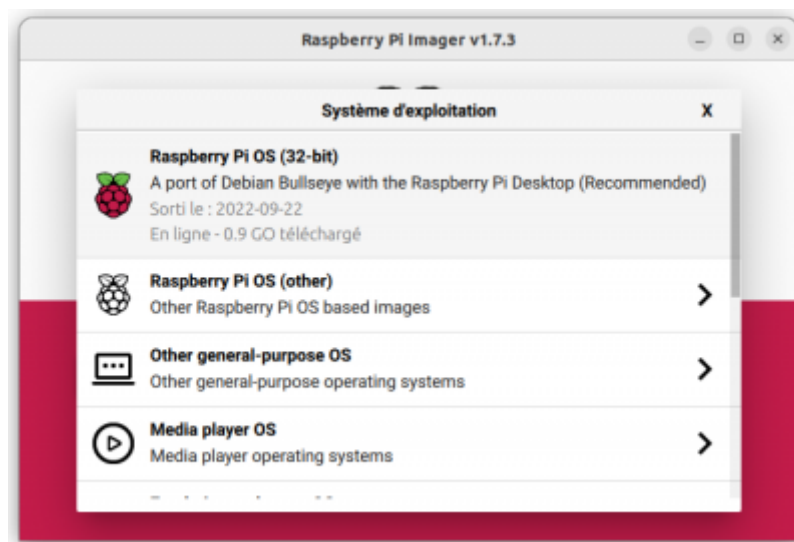 Raspberry Pi Imager v1.7.3
Système d'exploitation X
Raspberry Pi OS (32-bit)
A port of Debian Bullseye with the Raspberry Pi Desktop (Recommended)
Sorti le : 2022-09-22
En ligne - 0.9 GO téléchargé
Raspberry Pi OS (other)
Other Raspberry Pi OS based images
Other general-purpose OS
Other general-purpose operating systems
Media player OS
Media player operating systems